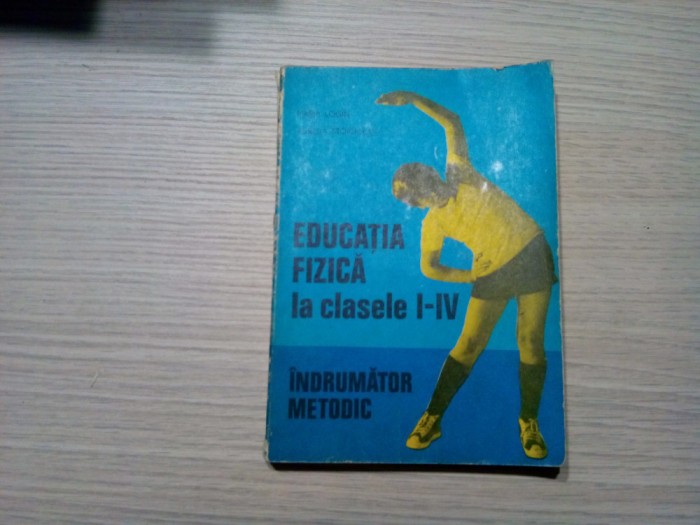 EDUCAȚIA
FIZICĂ
la clasele I-IV
ÎNDRUMĂTOR
METODIC